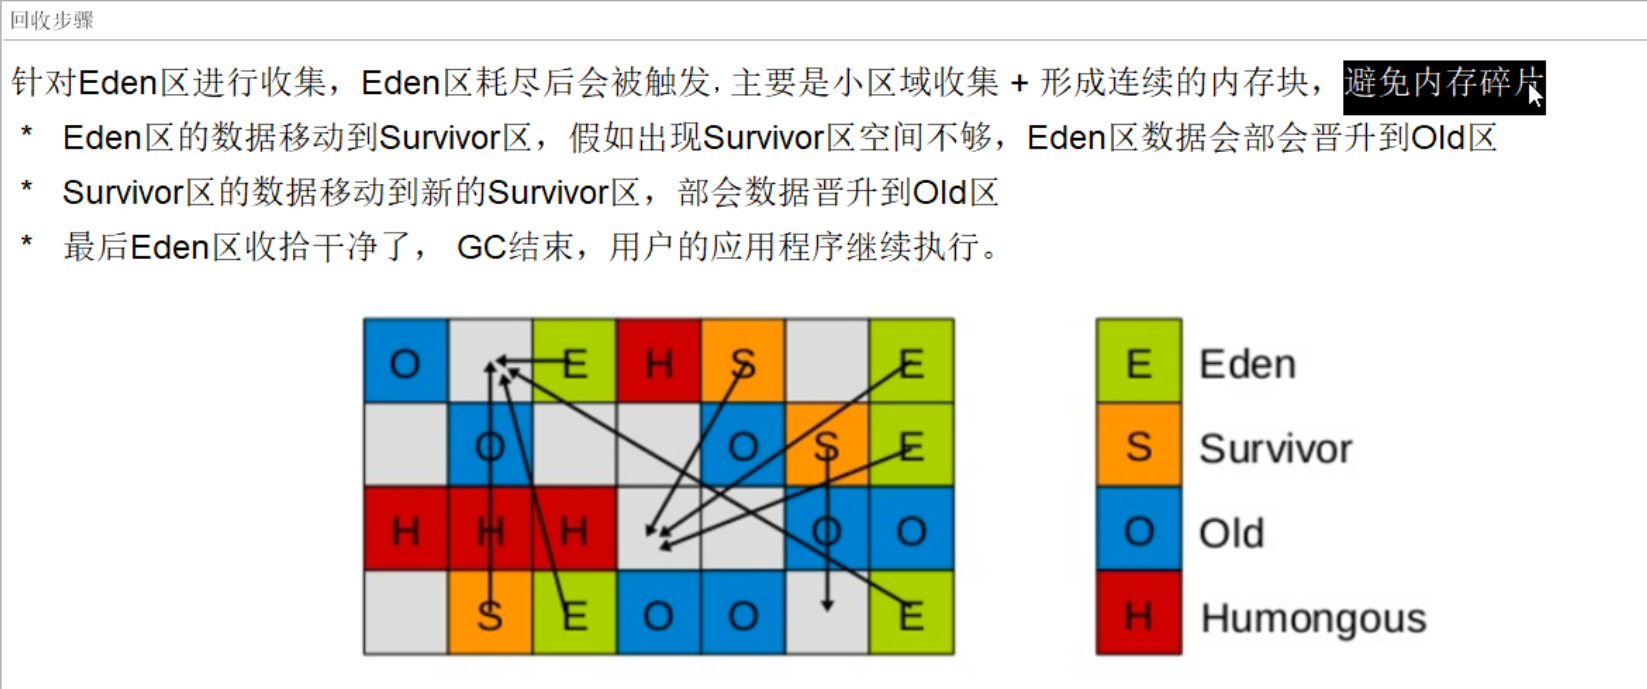 回收步骤
针对Eden区进行收集，Eden区耗尽后会被触发，主要是小区域收集 + 形成连续的内存块，避免内存碎片
* Eden区的数据移动到Survivor区，假如出现Survivor区空间不够，Eden区数据会部会晋升到Old区
* Survivor区的数据移动到新的Survivor区，部会数据晋升到Old区
* 最后Eden区收拾干净了， GC结束，用户的应用程序继续执行。
O E H S E
O O S E
H H H O O
S E O O E
E Eden
S Survivor
O Old
H Humongous